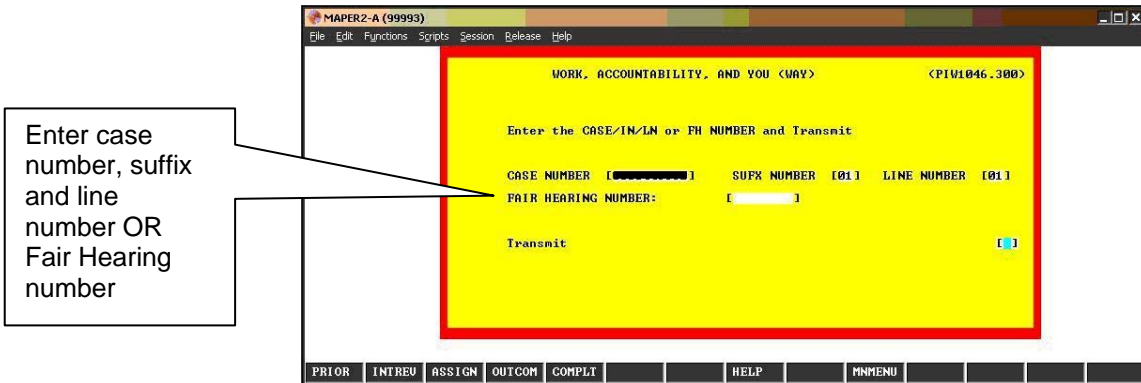 MAPER2-A (99993)
File Edit Functions Scripts Session Release Help
WORK, ACCOUNTABILITY, AND YOU (WAY) (PIW1046.300)
Enter the CASE/IN/LN or FH NUMBER and Transmit
CASE NUMBER [ ] SUFX NUMBER [01] LINE NUMBER [01]
FAIR HEARING NUMBER: [ ]
Transmit [ ]
PRIOR INTREV ASSIGN OUTCOM COMPLT HELP MNMENU
Enter case
number, suffix
and line
number OR
Fair Hearing
number